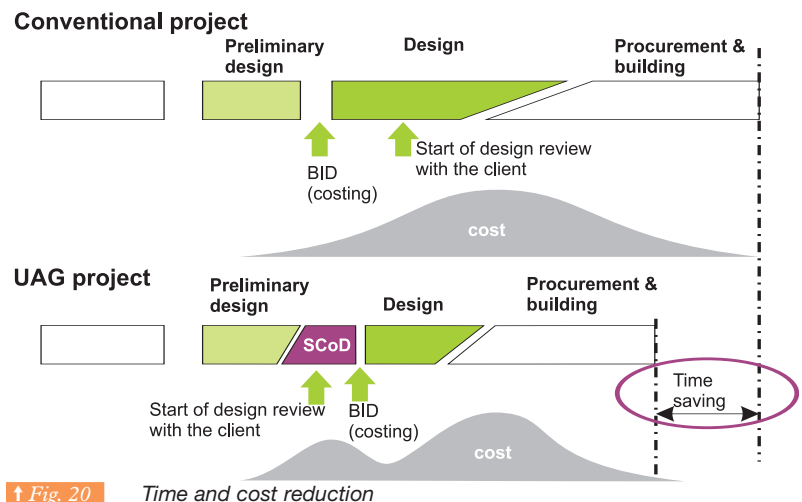 Conventional project
Preliminary
design
Design
Procurement &
building
BID
(costing)
Start of design review
with the client
cost
UAG project
Preliminary
design
Design
Procurement &
building
SCoD
Start of design review
with the client
BID
(costing)
Time
saving
cost
↑ Fig. 20 Time and cost reduction